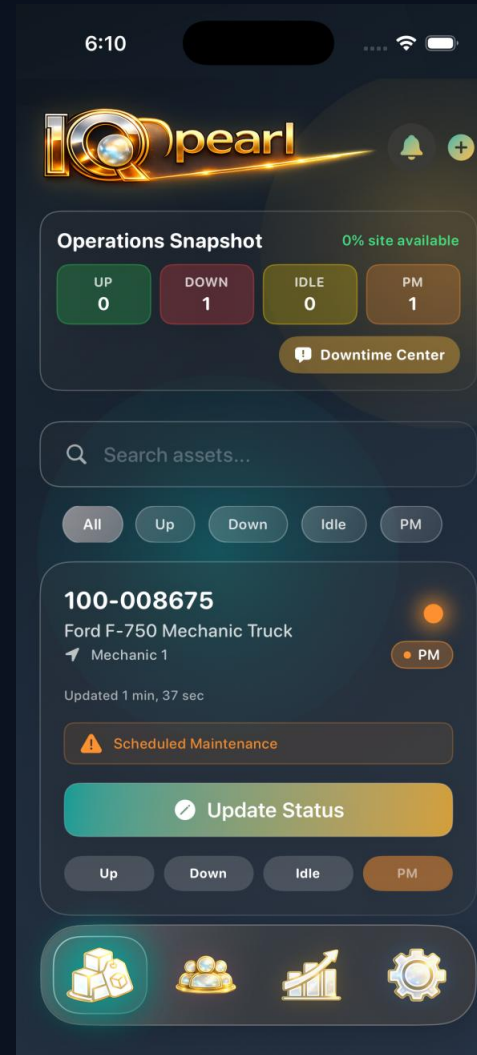 6:10
IQ pearl
Operations Snapshot
0% site available
UP
0
DOWN
1
IDLE
0
PM
1
Downtime Center
Search assets...
All
Up
Down
Idle
PM
100-008675
Ford F-750 Mechanic Truck
Mechanic 1
PM
Updated 1 min, 37 sec
Scheduled Maintenance
Update Status
Up
Down
Idle
PM